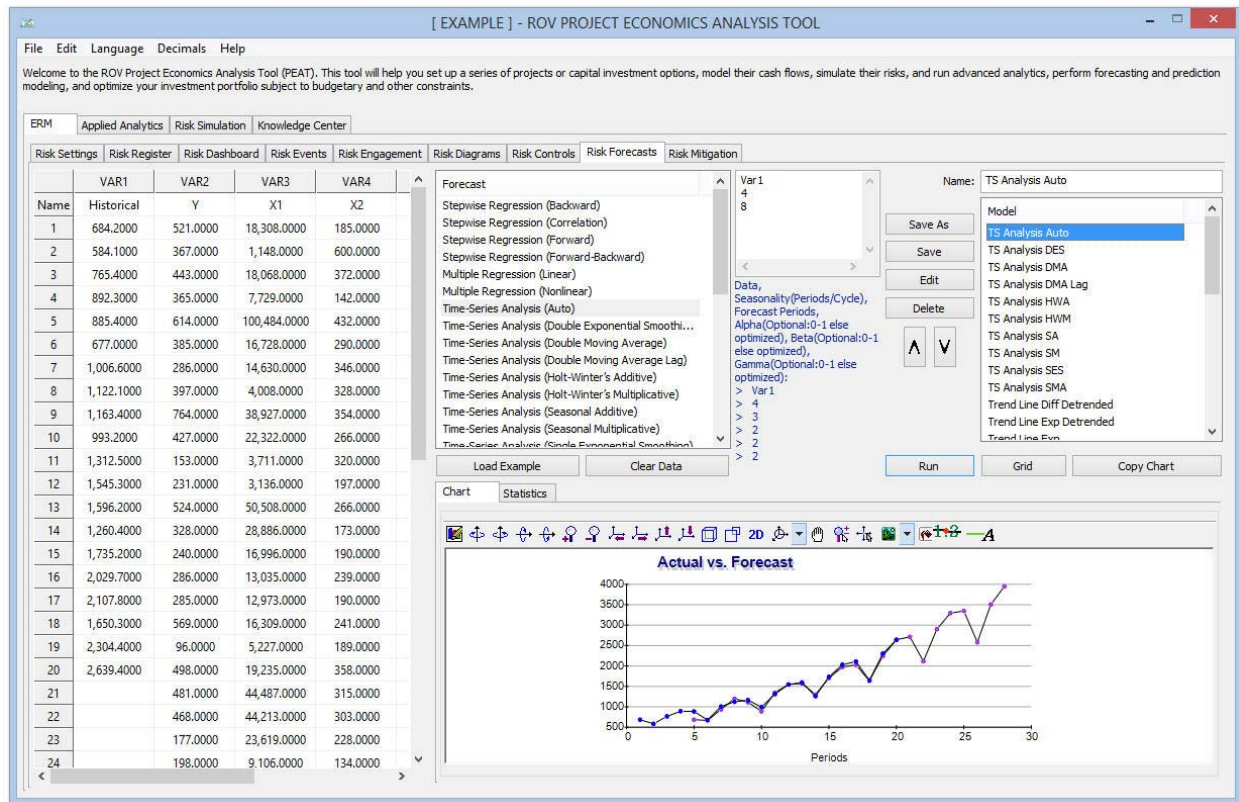 [ EXAMPLE ] - ROV PROJECT ECONOMICS ANALYSIS TOOL
File Edit Language Decimals Help
Welcome to the ROV Project Economics Analysis Tool (PEAT). This tool will help you set up a series of projects or capital investment options, model their cash flows, simulate their risks, and run advanced analytics, perform forecasting and prediction
modeling, and optimize your investment portfolio subject to budgetary and other constraints.
ERM Applied Analytics Risk Simulation Knowledge Center
Risk Settings Risk Register Risk Dashboard Risk Events Risk Engagement Risk Diagrams Risk Controls Risk Forecasts Risk Mitigation
VAR1 VAR2 VAR3 VAR4
Name Historical Y X1 X2
1 684.2000 521.0000 18,308.0000 185.0000
2 584.1000 367.0000 1,148.0000 600.0000
3 765.4000 443.0000 18,068.0000 372.0000
4 892.3000 365.0000 7,729.0000 142.0000
5 885.4000 614.0000 100,484.0000 432.0000
6 677.0000 385.0000 16,728.0000 290.0000
7 1,006.6000 286.0000 14,630.0000 346.0000
8 1,122.1000 397.0000 4,008.0000 328.0000
9 1,163.4000 764.0000 38,927.0000 354.0000
10 993.2000 427.0000 22,322.0000 266.0000
11 1,312.5000 153.0000 3,711.0000 320.0000
12 1,545.3000 231.0000 3,136.0000 197.0000
13 1,596.2000 524.0000 50,508.0000 266.0000
14 1,260.4000 328.0000 28,886.0000 173.0000
15 1,735.2000 240.0000 16,996.0000 190.0000
16 2,029.7000 286.0000 13,035.0000 239.0000
17 2,107.8000 285.0000 12,973.0000 190.0000
18 1,650.3000 569.0000 16,309.0000 241.0000
19 2,304.4000 96.0000 5,227.0000 189.0000
20 2,639.4000 498.0000 19,235.0000 358.0000
21 481.0000 44,487.0000 315.0000
22 468.0000 44,213.0000 303.0000
23 177.0000 23,619.0000 228.0000
24 198.0000 9,106.0000 134.0000
Forecast
Stepwise Regression (Backward)
Stepwise Regression (Correlation)
Stepwise Regression (Forward)
Stepwise Regression (Forward-Backward)
Multiple Regression (Linear)
Multiple Regression (Nonlinear)
Time-Series Analysis (Auto)
Time-Series Analysis (Double Exponential Smoothi...
Time-Series Analysis (Double Moving Average)
Time-Series Analysis (Double Moving Average Lag)
Time-Series Analysis (Holt-Winter's Additive)
Time-Series Analysis (Holt-Winter's Multiplicative)
Time-Series Analysis (Seasonal Additive)
Time-Series Analysis (Seasonal Multiplicative)
Time-Series Analysis (Single Exponential Smoothing)
Load Example Clear Data
Var1
4
8
Data,
Seasonality(Periods/Cycle),
Forecast Periods,
Alpha(Optional:0-1 else
optimized), Beta(Optional:0-1
else optimized),
Gamma(Optional:0-1 else
optimized):
> Var1
> 4
> 3
> 2
> 2
> 2
Name: TS Analysis Auto
Save As
Save
Edit
Delete
Λ V
Model
TS Analysis Auto
TS Analysis DES
TS Analysis DMA
TS Analysis DMA Lag
TS Analysis HWA
TS Analysis HWM
TS Analysis SA
TS Analysis SM
TS Analysis SES
TS Analysis SMA
Trend Line Diff Detrended
Trend Line Exp Detrended
Trend Line Exp
Run Grid Copy Chart
Chart Statistics
2D
A
Actual vs. Forecast
4000
3500
3000
2500
2000
1500
1000
500
0 5 10 15 20 25 30
Periods